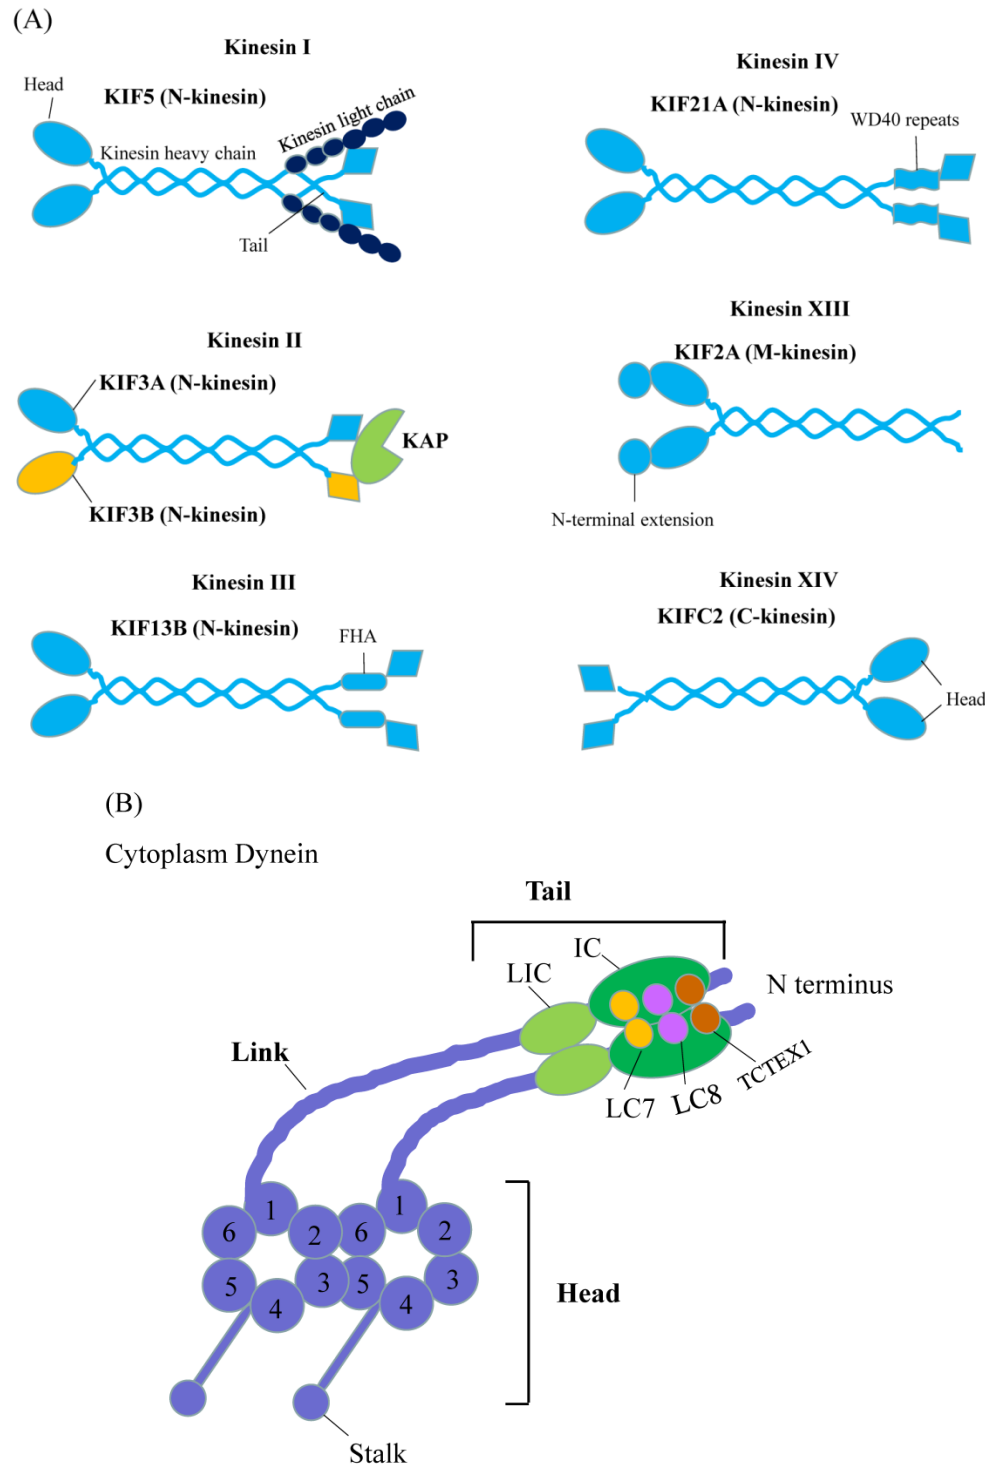 (A)
Kinesin I
KIF5 (N-kinesin)
Head
Kinesin light chain
Kinesin heavy chain
Tail
Kinesin IV
KIF21A (N-kinesin)
WD40 repeats
Kinesin II
KIF3A (N-kinesin)
KAP
KIF3B (N-kinesin)
Kinesin XIII
KIF2A (M-kinesin)
N-terminal extension
Kinesin III
KIF13B (N-kinesin)
FHA
Kinesin XIV
KIFC2 (C-kinesin)
Head
(B)
Cytoplasm Dynein
Tail
IC
LIC
N terminus
Link
TCTEX1
LC7
LC8
1
6
2
5
3
4
1
6
2
5
3
4
Head
Stalk